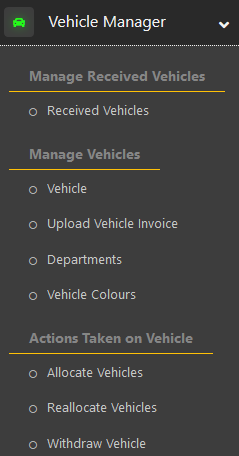 Vehicle Manager
Manage Received Vehicles
Received Vehicles
Manage Vehicles
Vehicle
Upload Vehicle Invoice
Departments
Vehicle Colours
Actions Taken on Vehicle
Allocate Vehicles
Reallocate Vehicles
Withdraw Vehicle